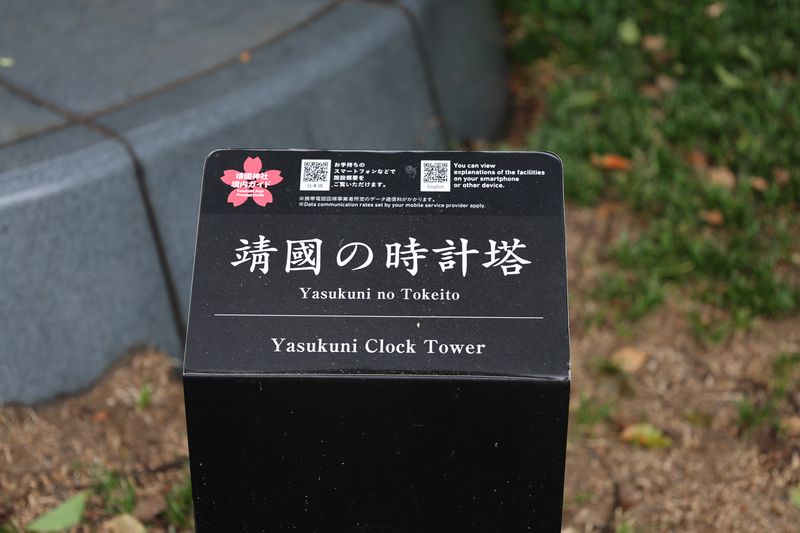 靖國神社
境内ガイド
日本語
お手持ちの
スマートフォンなどで
施設概要を
ご覧いただけます。
English
You can view
explanations of the facilities
on your smartphone
or other device.
※携帯電話回線事業者所定のデータ通信料がかかります。
※Data communication rates set by your mobile service provider apply.
靖國の時計塔
Yasukuni no Tokeito
Yasukuni Clock Tower